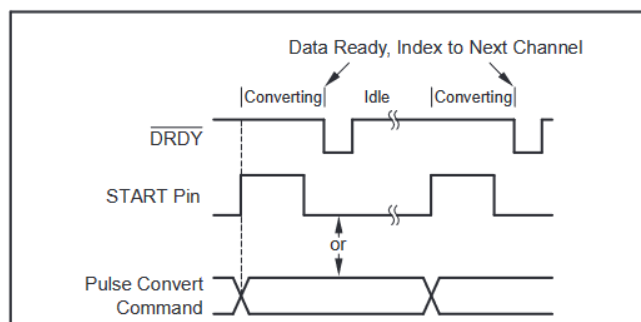 Data Ready, Index to Next Channel
Converting Idle Converting
DRDY
START Pin
or
Pulse Convert
Command